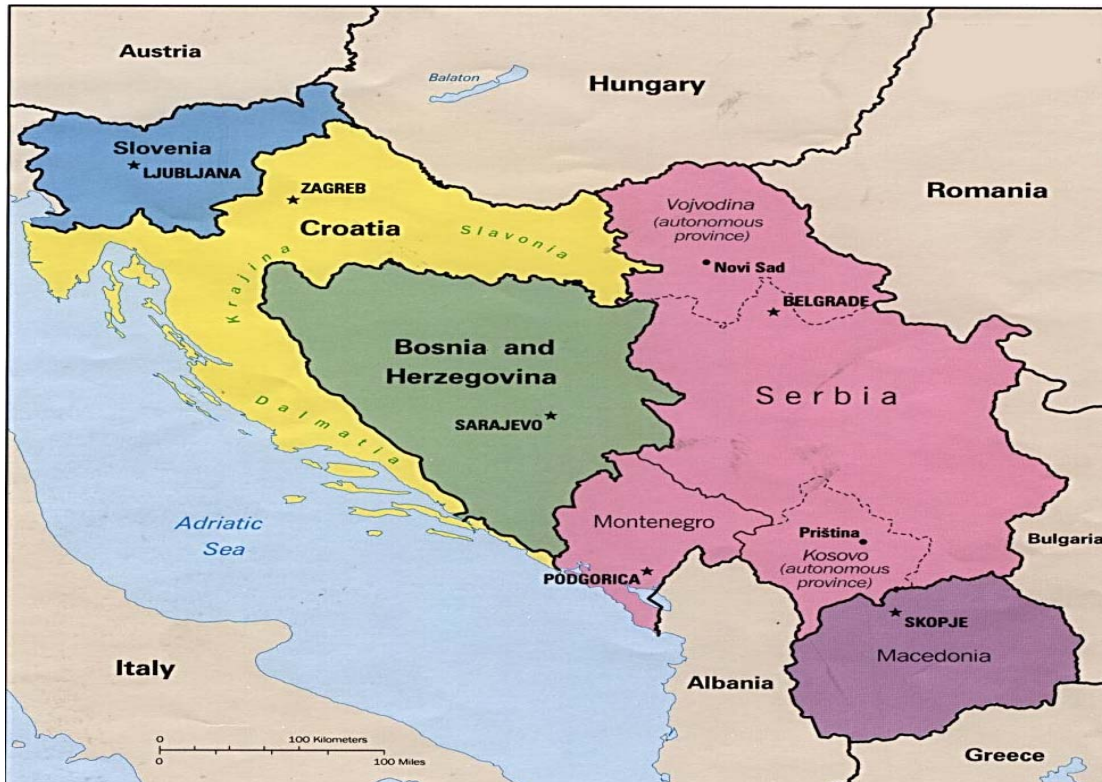 Austria
Balaton
Hungary
Slovenia
LJUBLJANA
ZAGREB
Croatia
Slavonia
Krajina
Vojvodina
(autonomous
province)
Novi Sad
BELGRADE
Romania
Bosnia and
Herzegovina
SARAJEVO
Serbia
Dalmatia
Adriatic
Sea
Montenegro
PODGORICA
Priština
Kosovo
(autonomous
province)
Bulgaria
SKOPJE
Macedonia
Italy
Albania
Greece
0 100 Kilometers
0 100 Miles